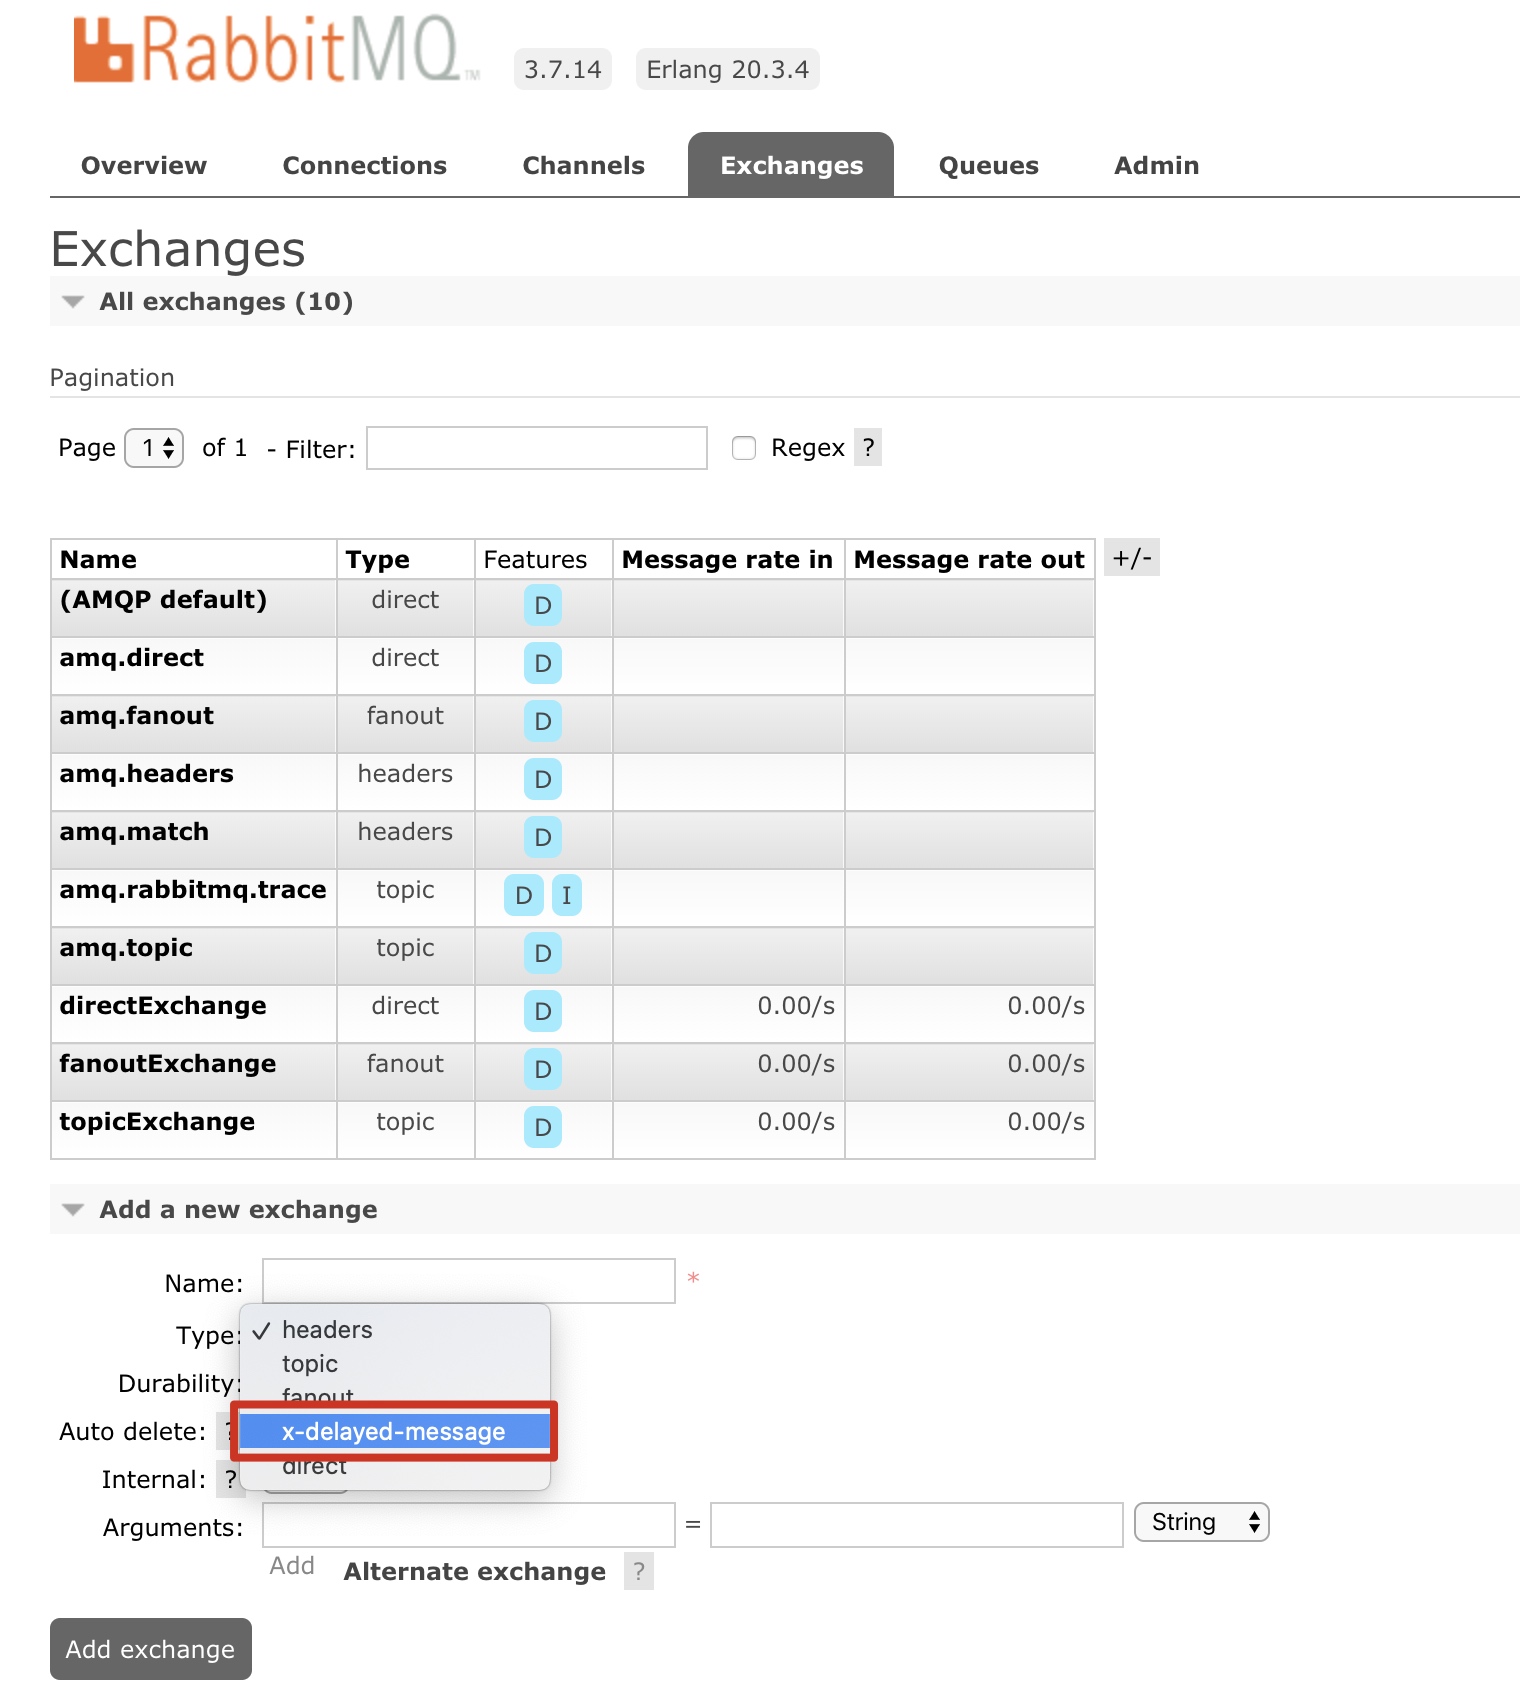 RabbitMQ TM 3.7.14 Erlang 20.3.4
Overview Connections Channels Exchanges Queues Admin
Exchanges
All exchanges (10)
Pagination
Page 1 of 1 - Filter: Regex ?
Name Type Features Message rate in Message rate out +/-
(AMQP default) direct D
amq.direct direct D
amq.fanout fanout D
amq.headers headers D
amq.match headers D
amq.rabbitmq.trace topic D I
amq.topic topic D
directExchange direct D 0.00/s 0.00/s
fanoutExchange fanout D 0.00/s 0.00/s
topicExchange topic D 0.00/s 0.00/s
Add a new exchange
Name: *
Type: ✓ headers
topic
Durability: fanout
Auto delete: ? x-delayed-message
direct
Internal: ?
Arguments: = String
Add Alternate exchange ?
Add exchange